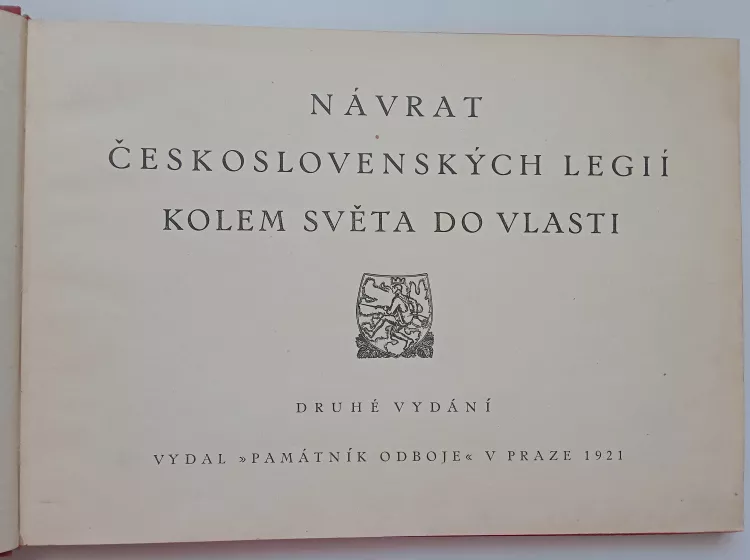 NÁVRAT
ČESKOSLOVENSKÝCH LEGIÍ
KOLEM SVĚTA DO VLASTI
DRUHÉ VYDÁNÍ
VYDAL »PAMÁTNÍK ODBOJE« V PRAZE 1921